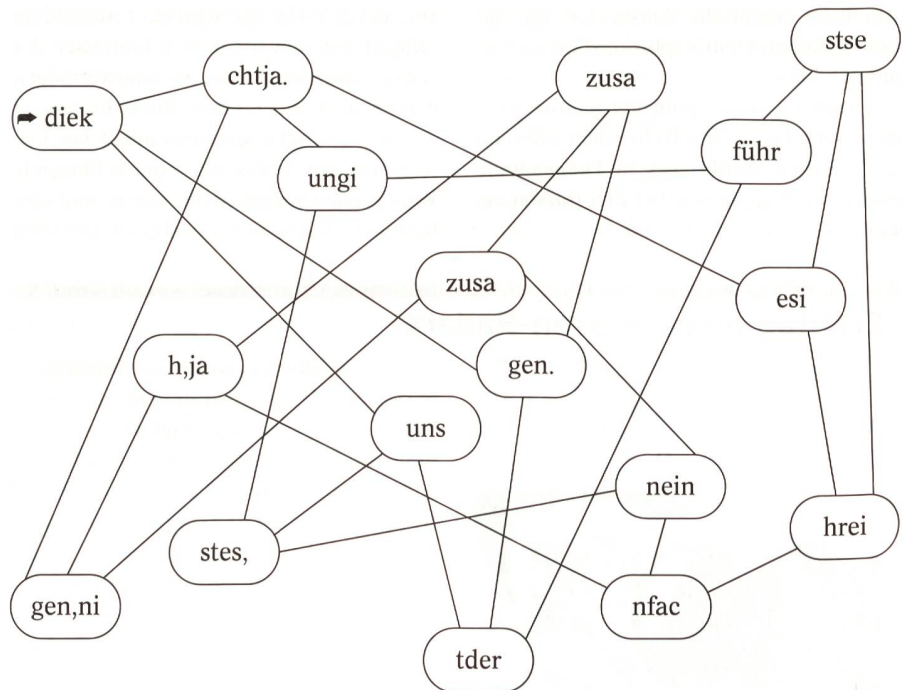 stse
chtja.
zusa
➦ diek
führ
ungi
zusa
esi
h,ja
gen.
uns
nein
hrei
stes,
gen,ni
nfac
tder